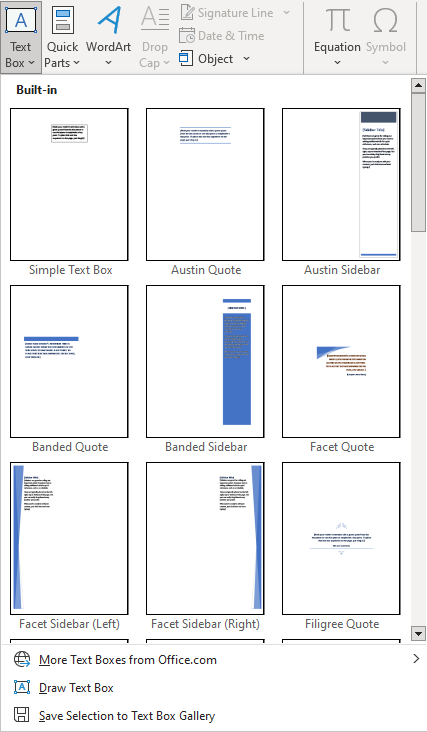 Text Box
Quick Parts
WordArt
Drop Cap
Signature Line
Date & Time
Object
Equation
Symbol
Built-in
Simple Text Box
Austin Quote
Austin Sidebar
Banded Quote
Banded Sidebar
Facet Quote
Facet Sidebar (Left)
Facet Sidebar (Right)
Filigree Quote
More Text Boxes from Office.com
Draw Text Box
Save Selection to Text Box Gallery